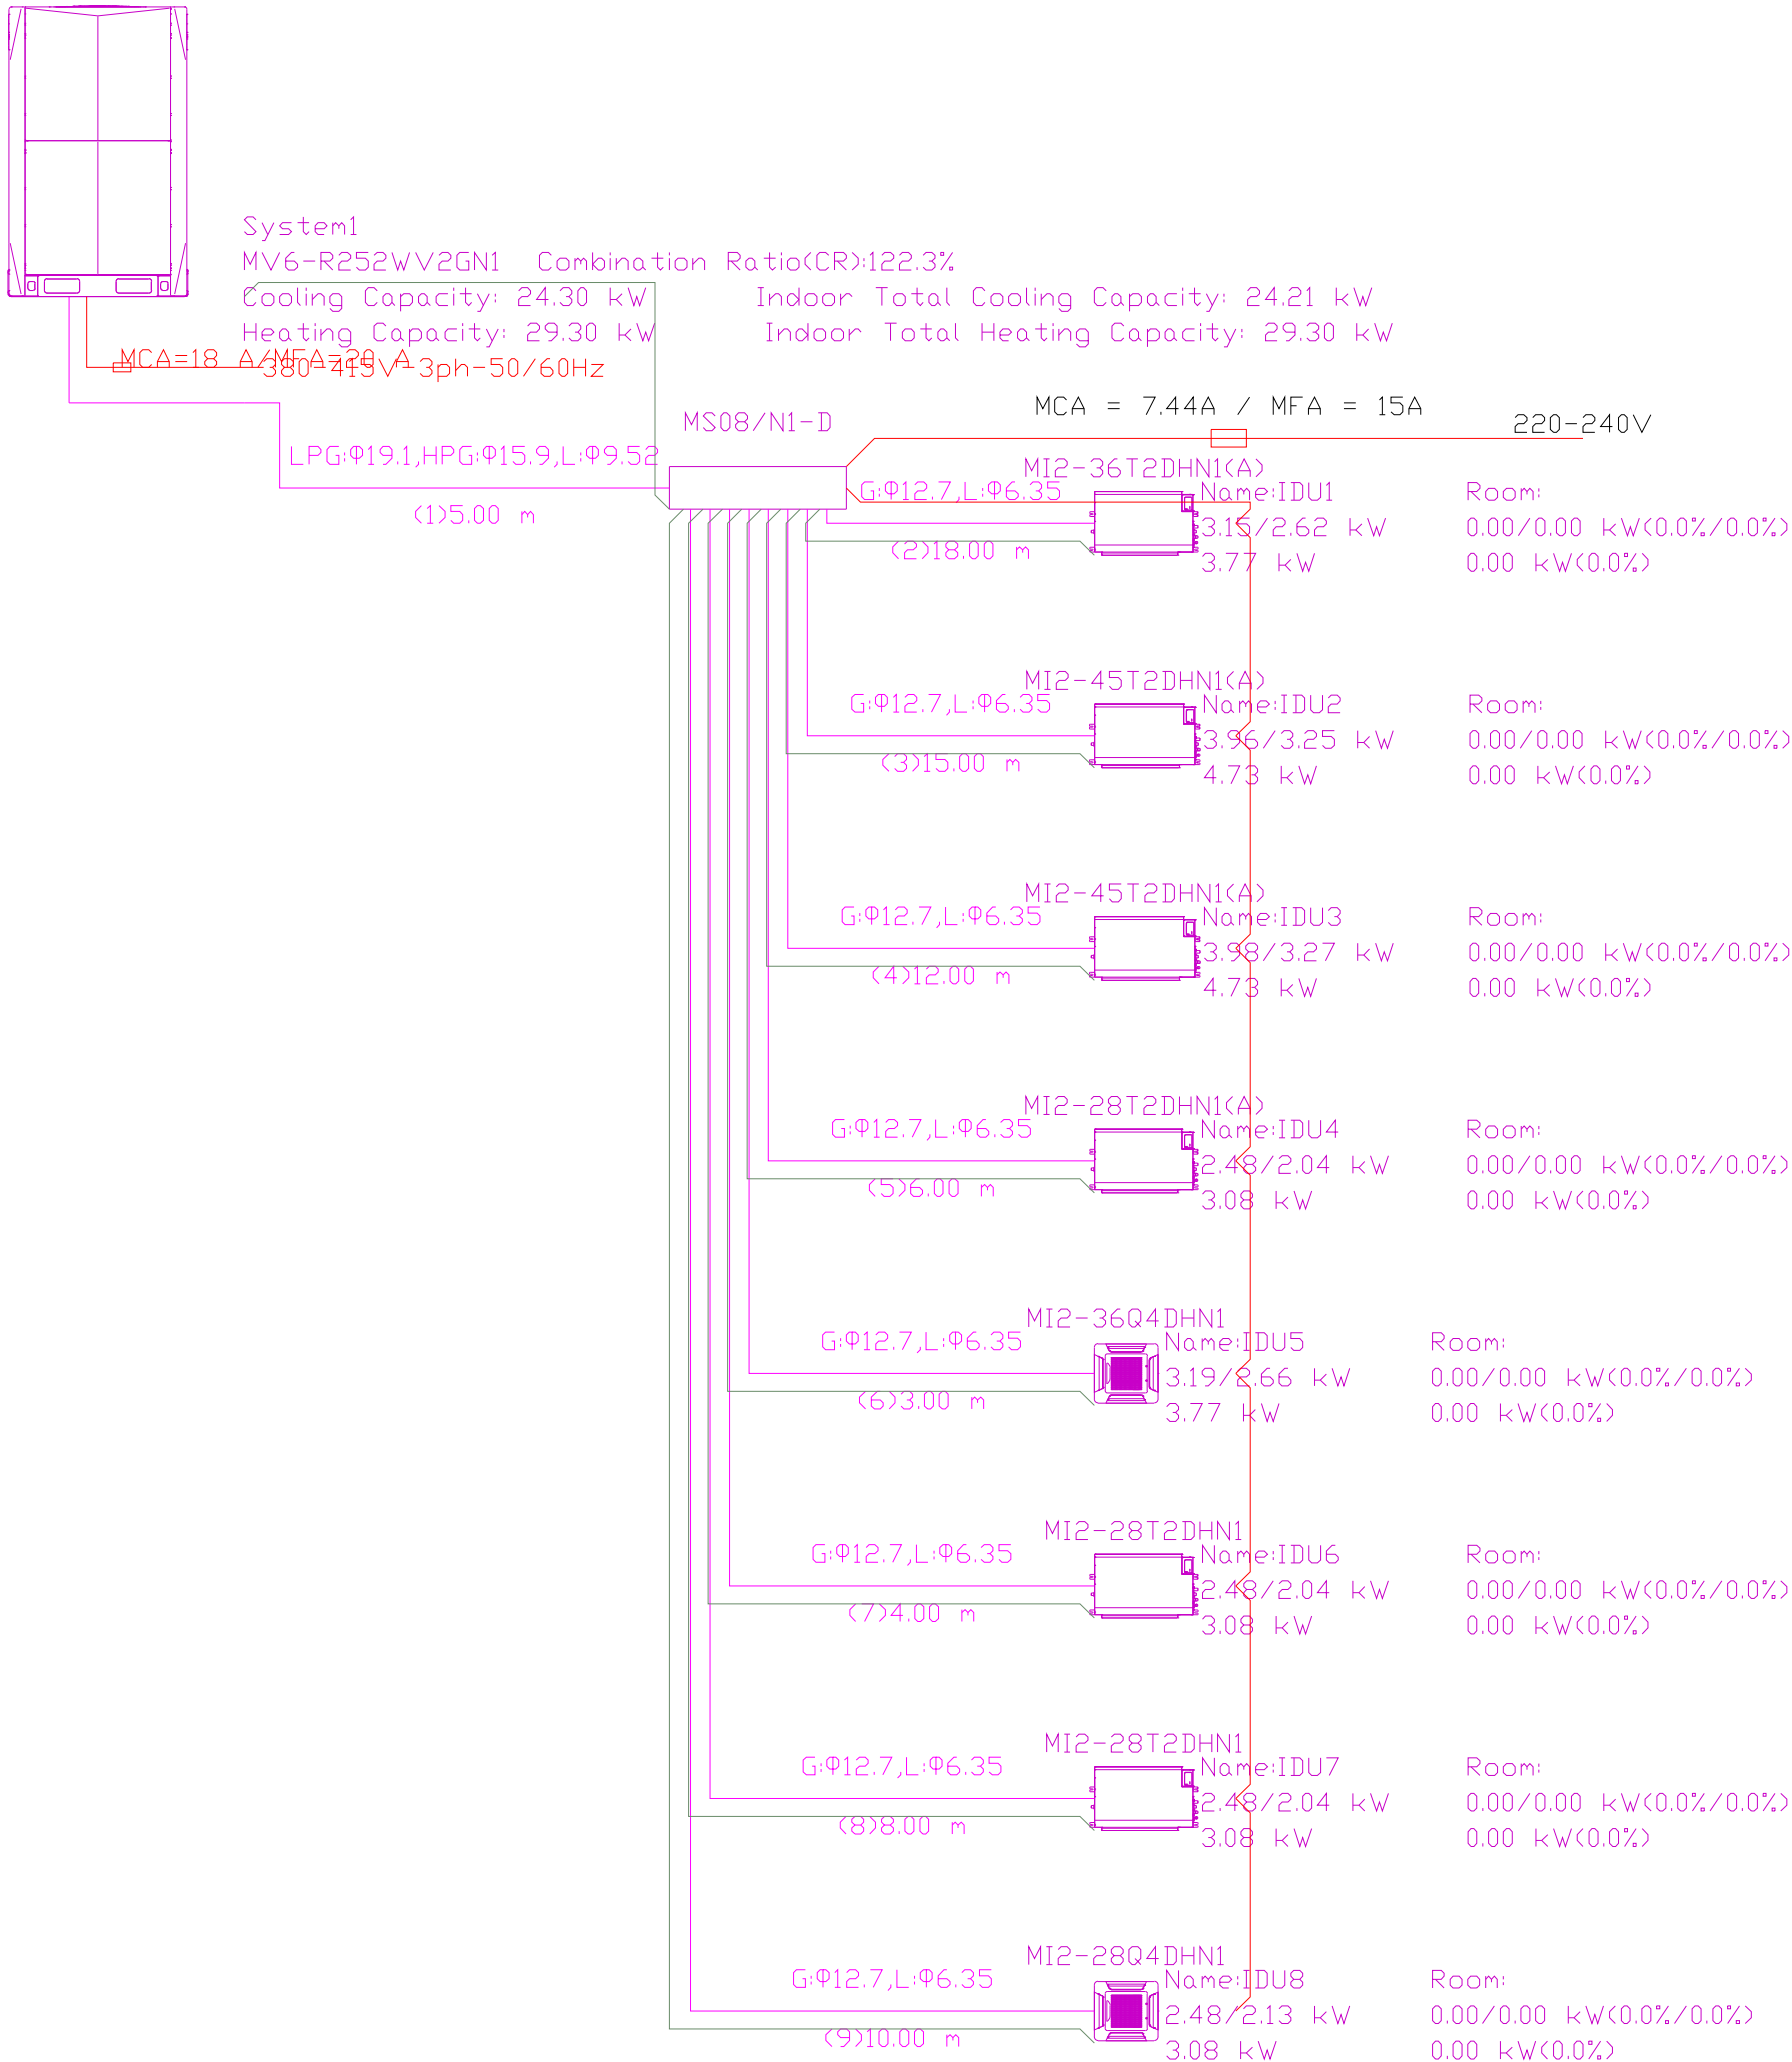 System1
MV6-R252WV2GN1 Combination Ratio(CR):122.3%
Cooling Capacity: 24.30 kW Indoor Total Cooling Capacity: 24.21 kW
Heating Capacity: 29.30 kW Indoor Total Heating Capacity: 29.30 kW
MCA=18 A/MFA=20 A
380-415V-3ph-50/60Hz
MCA = 7.44A / MFA = 15A
220-240V
MS08/N1-D
LPG:Φ19.1,HPG:Φ15.9,L:Φ9.52
(1)5.00 m
MI2-36T2DHN1(A)
G:Φ12.7,L:Φ6.35 Name:IDU1 Room:
3.15/2.62 kW 0.00/0.00 kW(0.0%/0.0%)
(2)18.00 m
3.77 kW 0.00 kW(0.0%)
MI2-45T2DHN1(A)
G:Φ12.7,L:Φ6.35 Name:IDU2 Room:
3.96/3.25 kW 0.00/0.00 kW(0.0%/0.0%)
(3)15.00 m
4.73 kW 0.00 kW(0.0%)
MI2-45T2DHN1(A)
G:Φ12.7,L:Φ6.35 Name:IDU3 Room:
3.98/3.27 kW 0.00/0.00 kW(0.0%/0.0%)
(4)12.00 m
4.73 kW 0.00 kW(0.0%)
MI2-28T2DHN1(A)
G:Φ12.7,L:Φ6.35 Name:IDU4 Room:
2.48/2.04 kW 0.00/0.00 kW(0.0%/0.0%)
(5)6.00 m
3.08 kW 0.00 kW(0.0%)
MI2-36Q4DHN1
G:Φ12.7,L:Φ6.35 Name:IDU5 Room:
3.19/2.66 kW 0.00/0.00 kW(0.0%/0.0%)
(6)3.00 m
3.77 kW 0.00 kW(0.0%)
MI2-28T2DHN1
G:Φ12.7,L:Φ6.35 Name:IDU6 Room:
2.48/2.04 kW 0.00/0.00 kW(0.0%/0.0%)
(7)4.00 m
3.08 kW 0.00 kW(0.0%)
MI2-28T2DHN1
G:Φ12.7,L:Φ6.35 Name:IDU7 Room:
2.48/2.04 kW 0.00/0.00 kW(0.0%/0.0%)
(8)8.00 m
3.08 kW 0.00 kW(0.0%)
MI2-28Q4DHN1
G:Φ12.7,L:Φ6.35 Name:IDU8 Room:
2.48/2.13 kW 0.00/0.00 kW(0.0%/0.0%)
(9)10.00 m
3.08 kW 0.00 kW(0.0%)